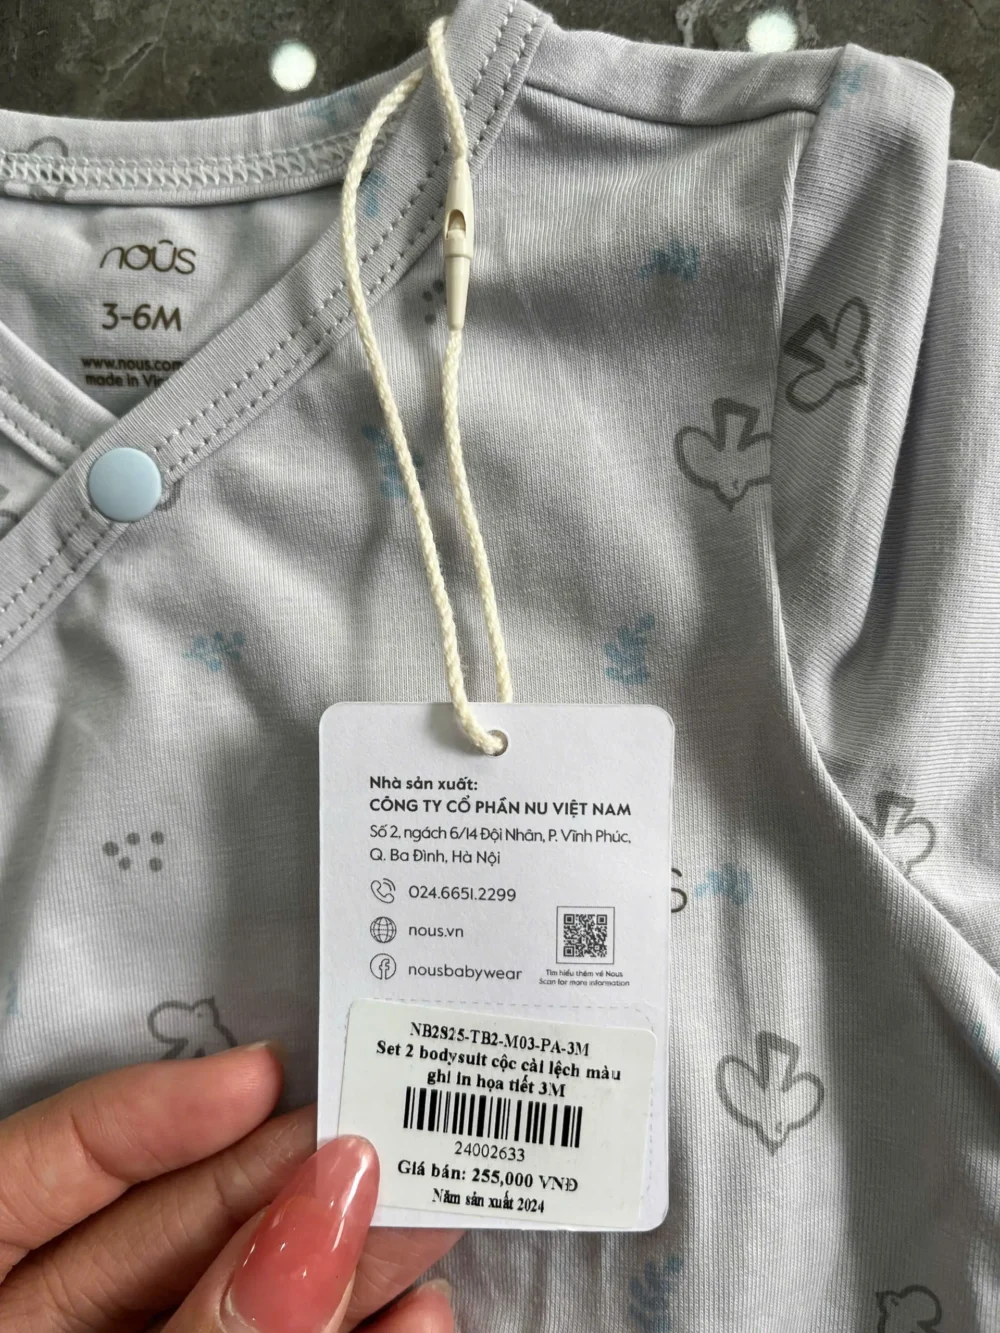 noûs
3-6M
www.nous.com
made in
Nhà sản xuất:
CÔNG TY CỔ PHẦN NU VIỆT NAM
Số 2, ngách 6/14 Đội Nhân, P. Vĩnh Phúc,
Q. Ba Đình, Hà Nội
024.6651.2299
nous.vn
nousbabywear
Tìm hiểu thêm về Nous
Scan for more information
NB2S25-TB2-M03-PA-3M
Set 2 bodysuit cộc cài lệch màu
ghi in họa tiết 3M
24002633
Giá bán: 255,000 VNĐ
Năm sản xuất 2024